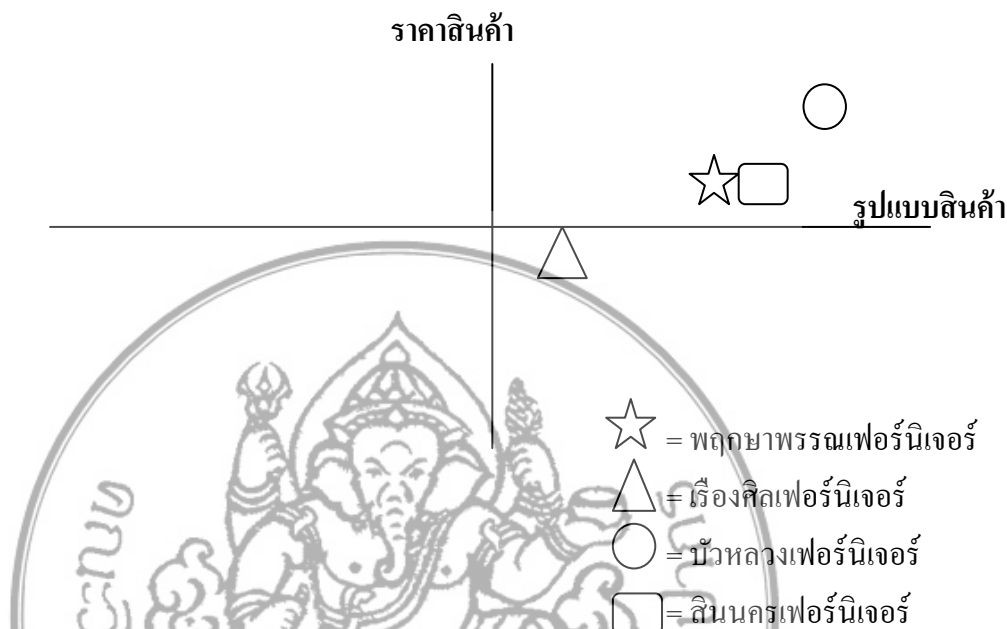 ราคาสินค้า
รูปแบบสินค้า
= พฤกษาพรรณเฟอร์นิเจอร์
= เรืองศิลเฟอร์นิเจอร์
= บัวหลวงเฟอร์นิเจอร์
= สินนครเฟอร์นิเจอร์